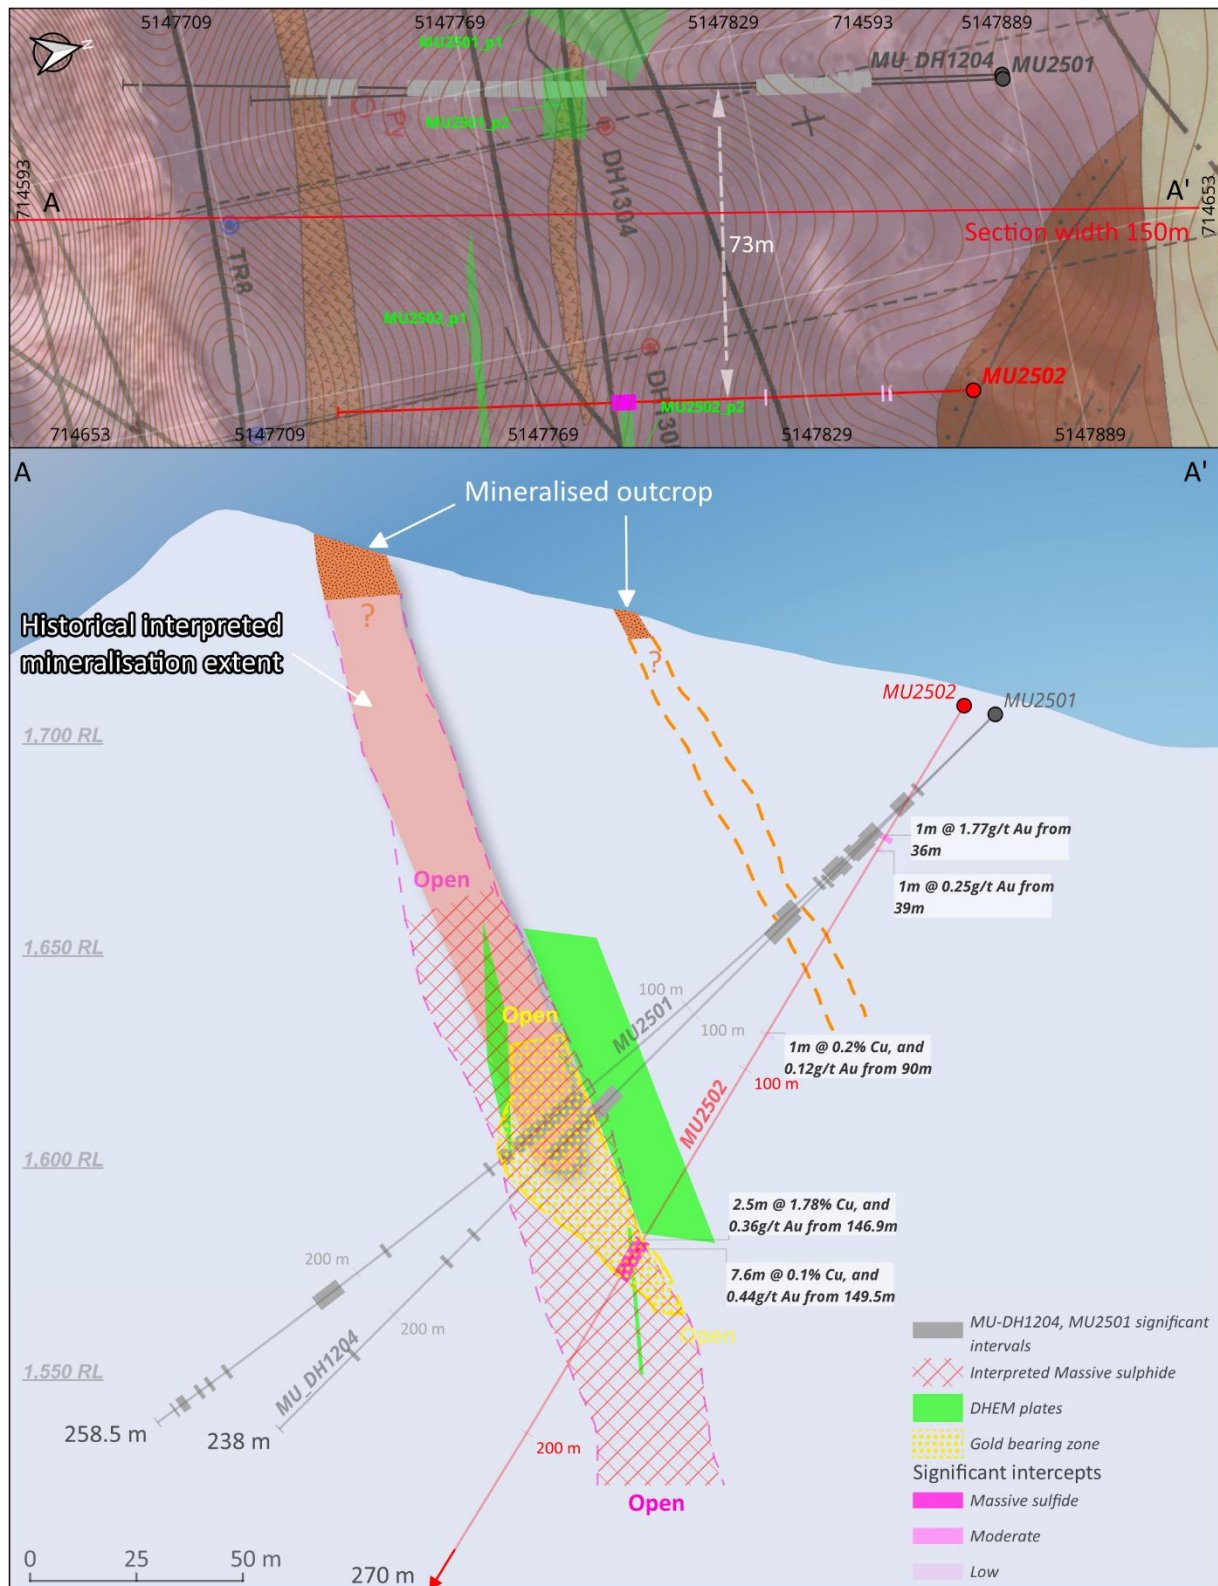 5147709
5147769
5147829
714593
5147889
N
MU2501_p1
MU_DH1204
MU2501
Py
MU2501_p2
DH1304
714593
A
A'
714653
Section width 150m
73m
TR8
MU2502_p1
MU2502
MU2502_p2
714653
5147709
5147769
5147829
5147889
A
A'
Mineralised outcrop
?
Historical interpreted
mineralisation extent
?
MU2502
MU2501
1,700 RL
1m @ 1.77g/t Au from
36m
Open
1m @ 0.25g/t Au from
39m
1,650 RL
100 m
MU2501
100 m
Open
1m @ 0.2% Cu, and
0.12g/t Au from 90m
100 m
MU2502
1,600 RL
2.5m @ 1.78% Cu, and
0.36g/t Au from 146.9m
200 m
7.6m @ 0.1% Cu, and
0.44g/t Au from 149.5m
200 m
Open
MU_DH1204
1,550 RL
258.5 m
238 m
200 m
Open
MU-DH1204, MU2501 significant
intervals
Interpreted Massive sulphide
DHEM plates
Gold bearing zone
Significant intercepts
Massive sulfide
Moderate
Low
0
25
50 m
270 m